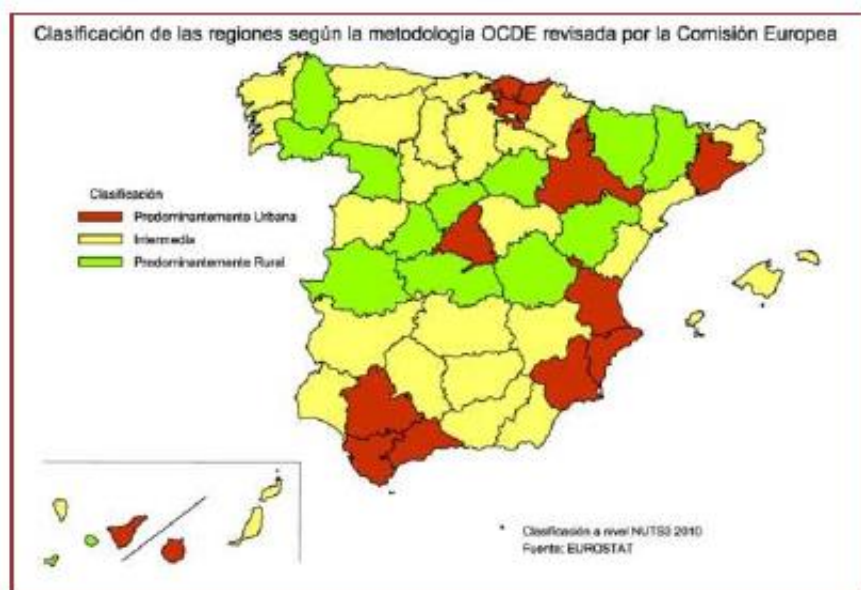 Clasificación de las regiones según la metodología OCDE revisada por la Comisión Europea
Clasificación
Predominantemente Urbana
Intermedia
Predominantemente Rural
* Clasificación a nivel NUTS3 2010
Fuente: EUROSTAT